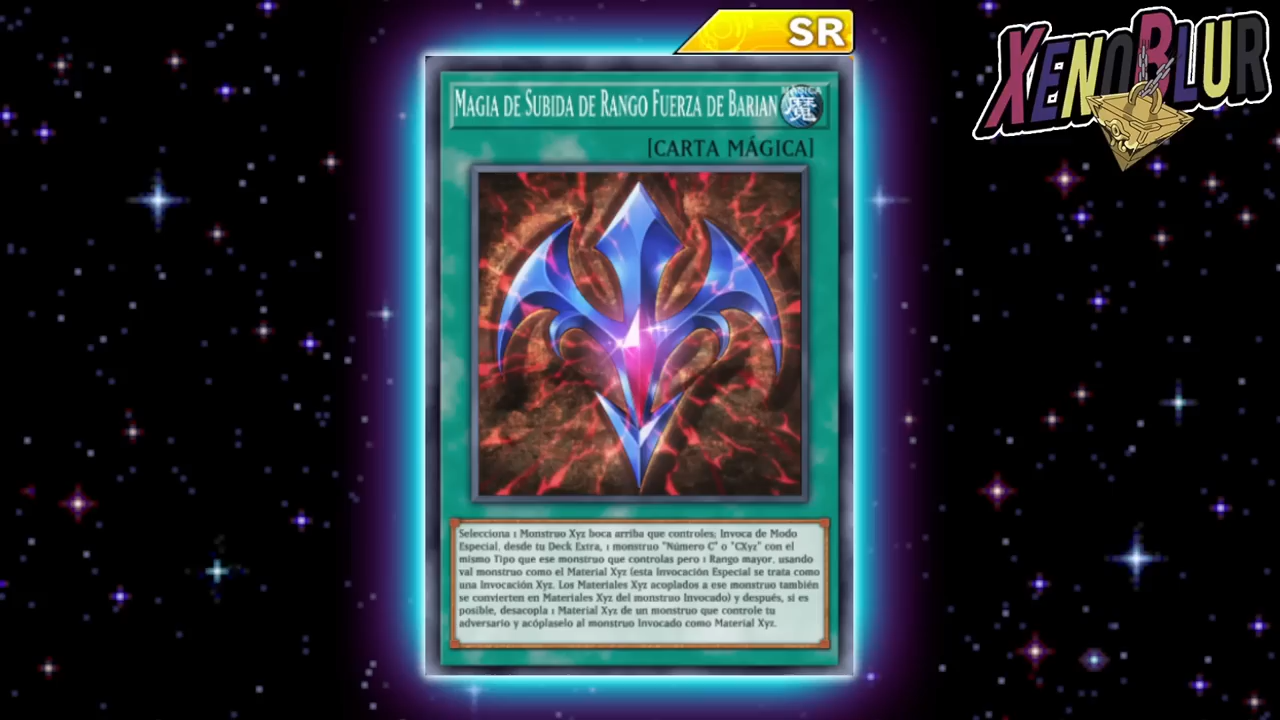 SR
XENOBLUR
MAGIA DE SUBIDA DE RANGO FUERZA DE BARIAN
MÁGICA
魔
[CARTA MÁGICA]
Selecciona 1 Monstruo Xyz boca arriba que controles; Invoca de Modo
Especial, desde tu Deck Extra, 1 monstruo "Número C" o "CXyz" con el
mismo Tipo que ese monstruo que controlas pero 1 Rango mayor, usando
val monstruo como el Material Xyz (esta Invocación Especial se trata como
una Invocación Xyz. Los Materiales Xyz acoplados a ese monstruo también
se convierten en Materiales Xyz del monstruo Invocado) y después, si es
posible, desacopla 1 Material Xyz de un monstruo que controle tu
adversario y acóplaselo al monstruo Invocado como Material Xyz.